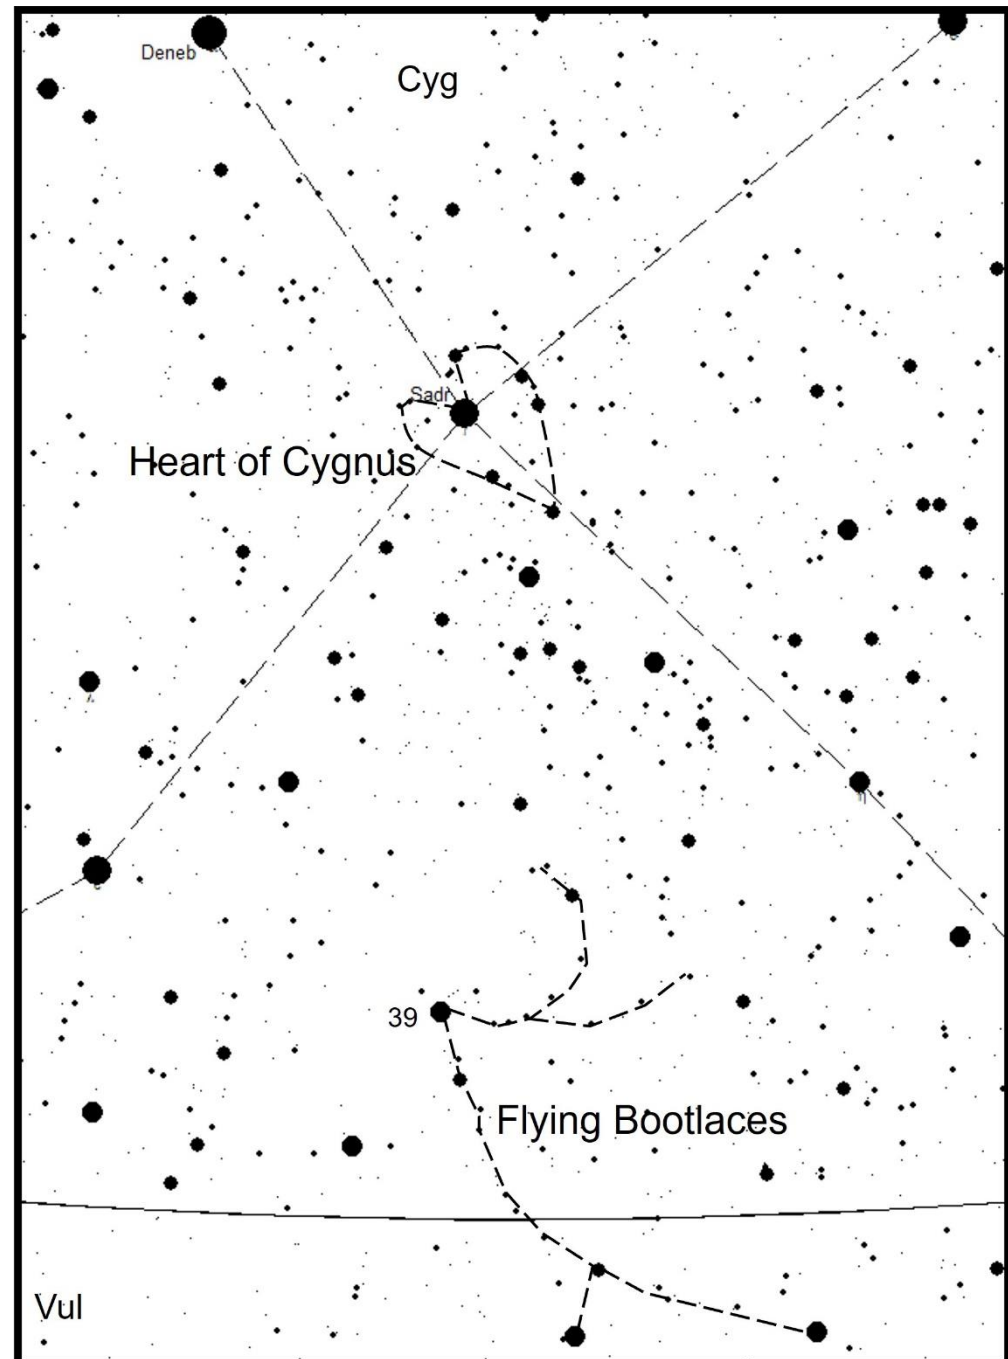 Deneb
Cyg
Sadr
Heart of Cygnus
η
39
Flying Bootlaces
Vul